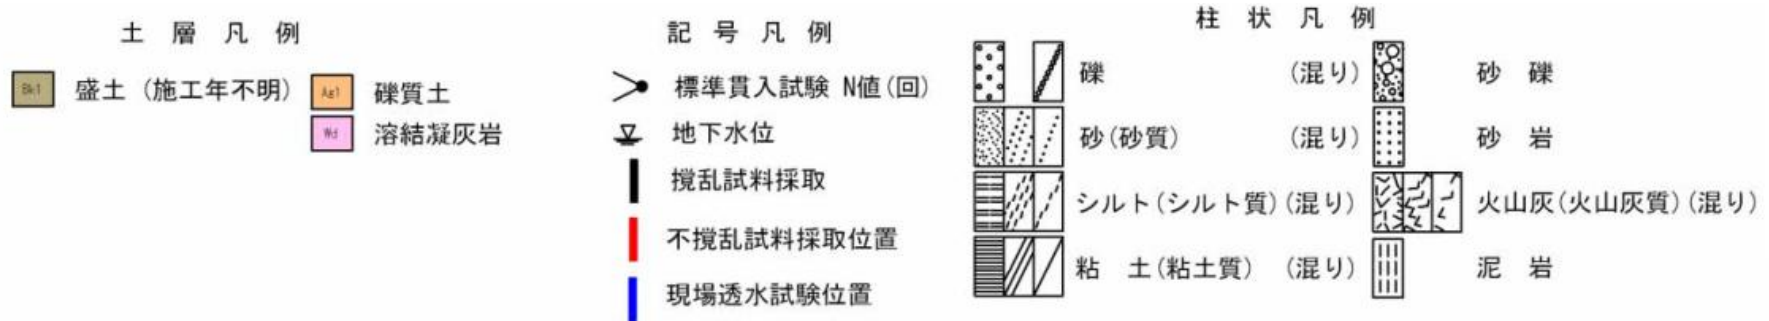 土層凡例
Bk1 盛土 (施工年不明)
Ag1 礫質土
Wd 溶結凝灰岩
記号凡例
標準貫入試験 N値(回)
地下水位
撹乱試料採取
不撹乱試料採取位置
現場透水試験位置
柱状凡例
礫 (混り)
砂(砂質) (混り)
シルト(シルト質)(混り)
粘 土(粘土質) (混り)
砂 礫
砂 岩
火山灰(火山灰質)(混り)
泥 岩